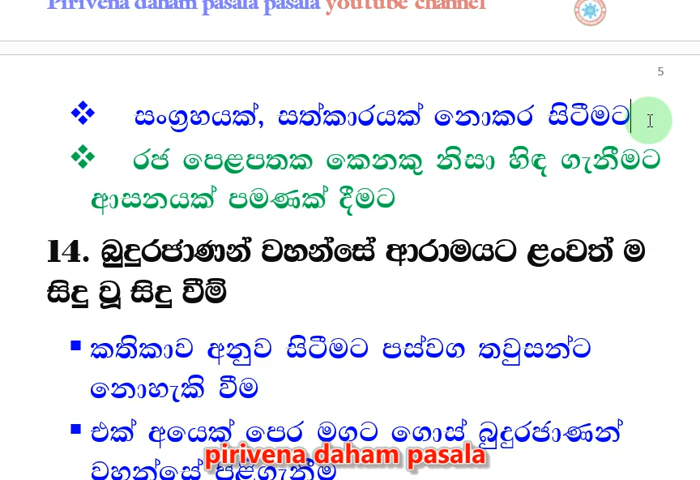 Pirivena daham pasala pasala youtube channel
5
❖ සංග්‍රහයක්, සත්කාරයක් නොකර සිටීමට
❖ රජ පෙළපතක කෙනකු නිසා හිඳ ගැනීමට
ආසනයක් පමණක් දීමට
14. බුදුරජාණන් වහන්සේ ආරාමයට ළංවත් ම
සිදු වූ සිදු වීම්
▪ කතිකාව අනුව සිටීමට පස්වග තවුසන්ට
නොහැකි වීම
▪ එක් අයෙක් පෙර මගට ගොස් බුදුරජාණන්
වහන්සේ පිළිගැනීම
pirivena daham pasala